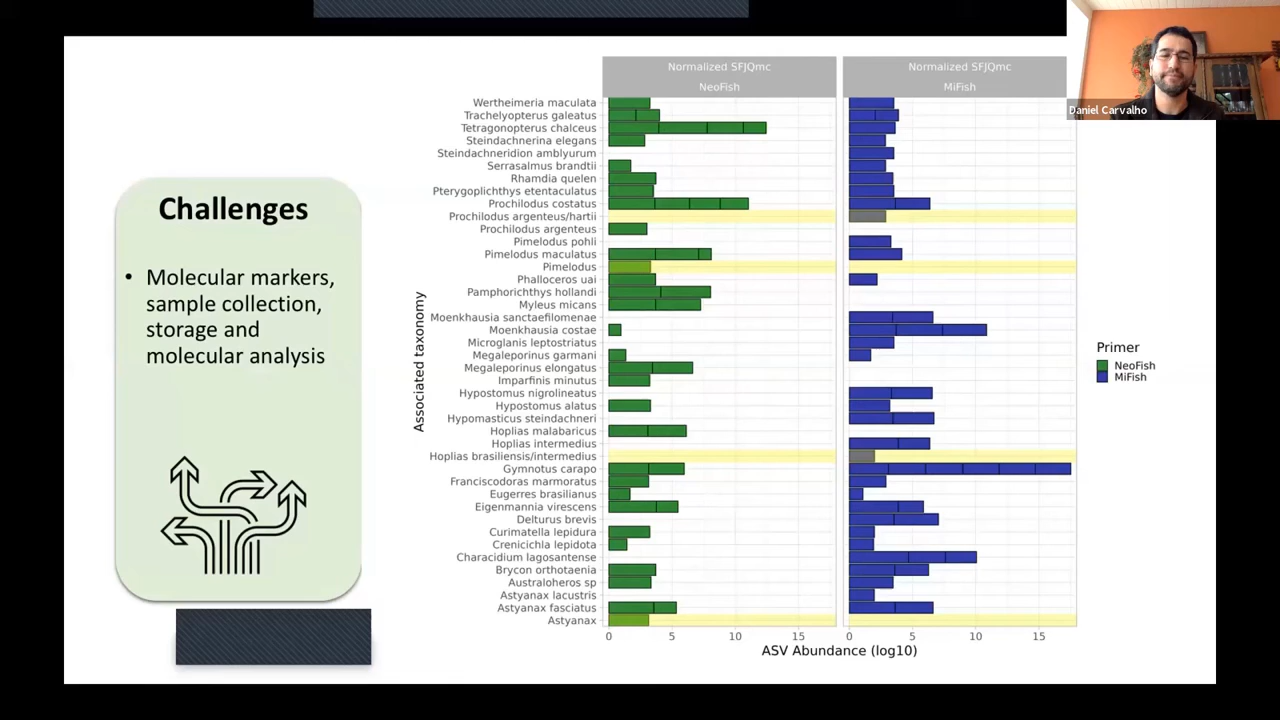 Daniel Carvalho
Challenges
• Molecular markers,
sample collection,
storage and
molecular analysis
Normalized SFJQmc
NeoFish
Normalized SFJQmc
MiFish
Associated taxonomy
Wertheimeria maculata
Trachelyopterus galeatus
Tetragonopterus chalceus
Steindachnerina elegans
Steindachneridion amblyurum
Serrasalmus brandtii
Rhamdia quelen
Pterygoplichthys etentaculatus
Prochilodus costatus
Prochilodus argenteus/hartii
Prochilodus argenteus
Pimelodus pohli
Pimelodus maculatus
Pimelodus
Phalloceros uai
Pamphorichthys hollandi
Myleus micans
Moenkhausia sanctaefilomenae
Moenkhausia costae
Microglanis leptostriatus
Megaleporinus garmani
Megaleporinus elongatus
Imparfinis minutus
Hypostomus nigrolineatus
Hypostomus alatus
Hypomasticus steindachneri
Hoplias malabaricus
Hoplias intermedius
Hoplias brasiliensis/intermedius
Gymnotus carapo
Franciscodoras marmoratus
Eugerres brasilianus
Eigenmannia virescens
Delturus brevis
Curimatella lepidura
Crenicichla lepidota
Characidium lagosantense
Brycon orthotaenia
Australoheros sp
Astyanax lacustris
Astyanax fasciatus
Astyanax
0 5 10 15
0 5 10 15
ASV Abundance (log10)
Primer
NeoFish
MiFish